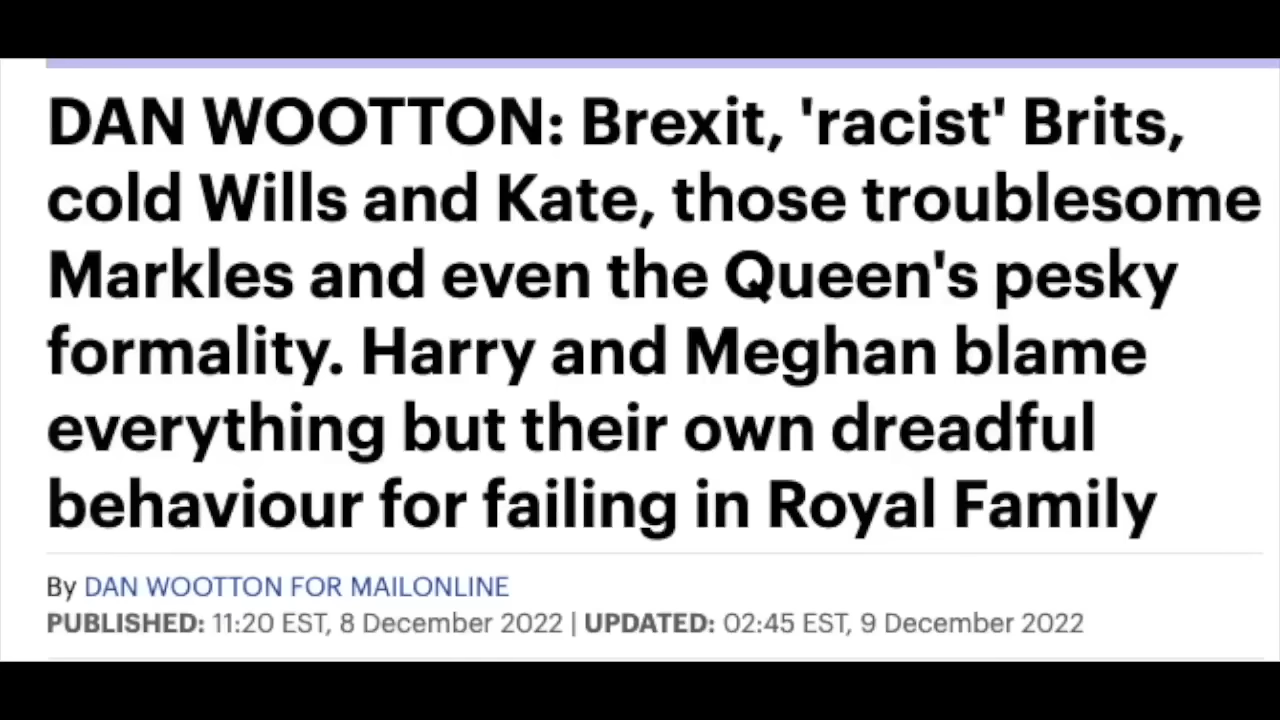 DAN WOOTTON: Brexit, 'racist' Brits,
cold Wills and Kate, those troublesome
Markles and even the Queen's pesky
formality. Harry and Meghan blame
everything but their own dreadful
behaviour for failing in Royal Family
By DAN WOOTTON FOR MAILONLINE
PUBLISHED: 11:20 EST, 8 December 2022 | UPDATED: 02:45 EST, 9 December 2022